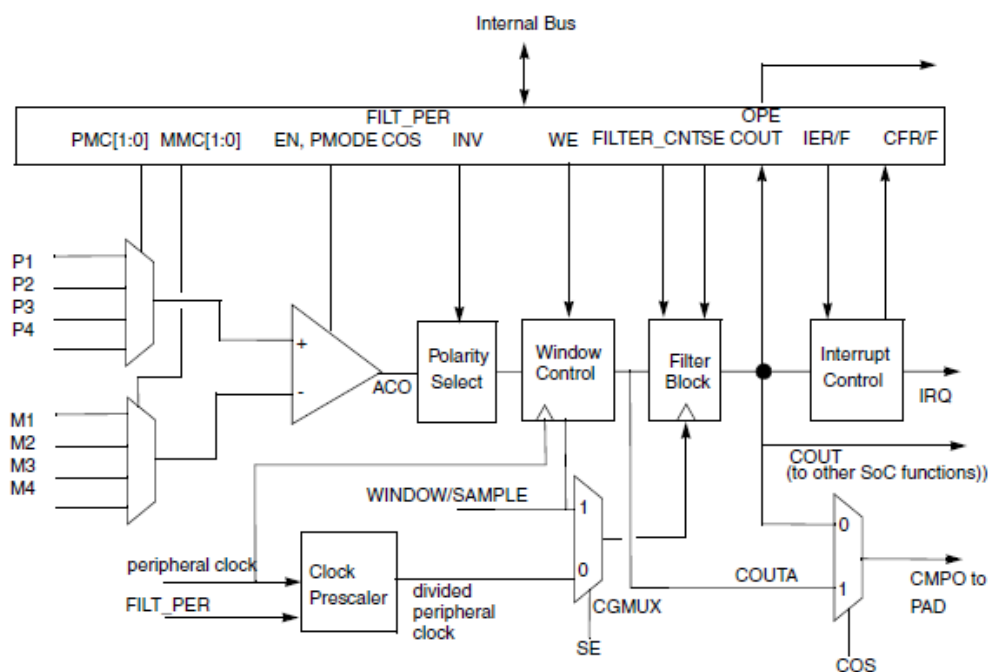 Internal Bus
OPE
FILT_PER
PMC[1:0] MMC[1:0] EN, PMODE COS INV WE FILTER_CNTSE COUT IER/F CFR/F
P1
P2
P3
P4
M1
M2
M3
M4
+
-
ACO
Polarity
Select
Window
Control
Filter
Block
Interrupt
Control
IRQ
COUT
(to other SoC functions))
WINDOW/SAMPLE
1
0
CGMUX
SE
peripheral clock
FILT_PER
Clock
Prescaler
divided
peripheral
clock
COUTA
0
1
CMPO to
PAD
COS